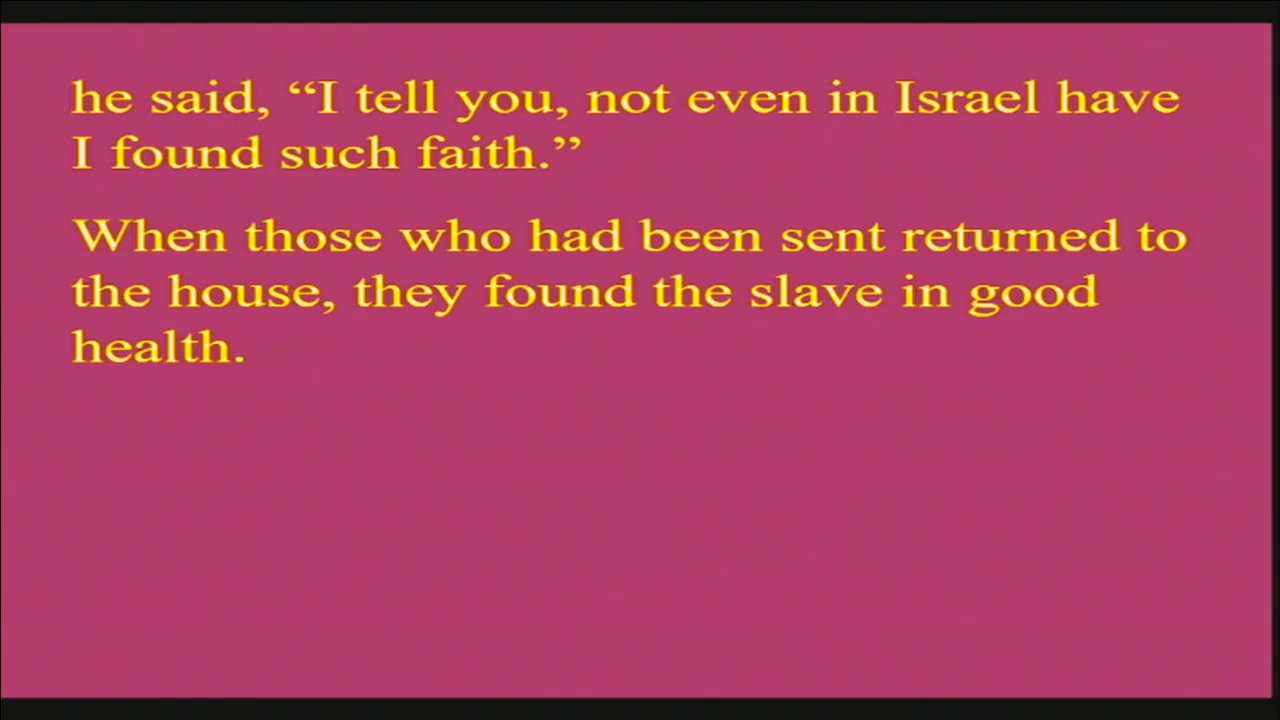 he said, “I tell you, not even in Israel have
I found such faith.”
When those who had been sent returned to
the house, they found the slave in good
health.